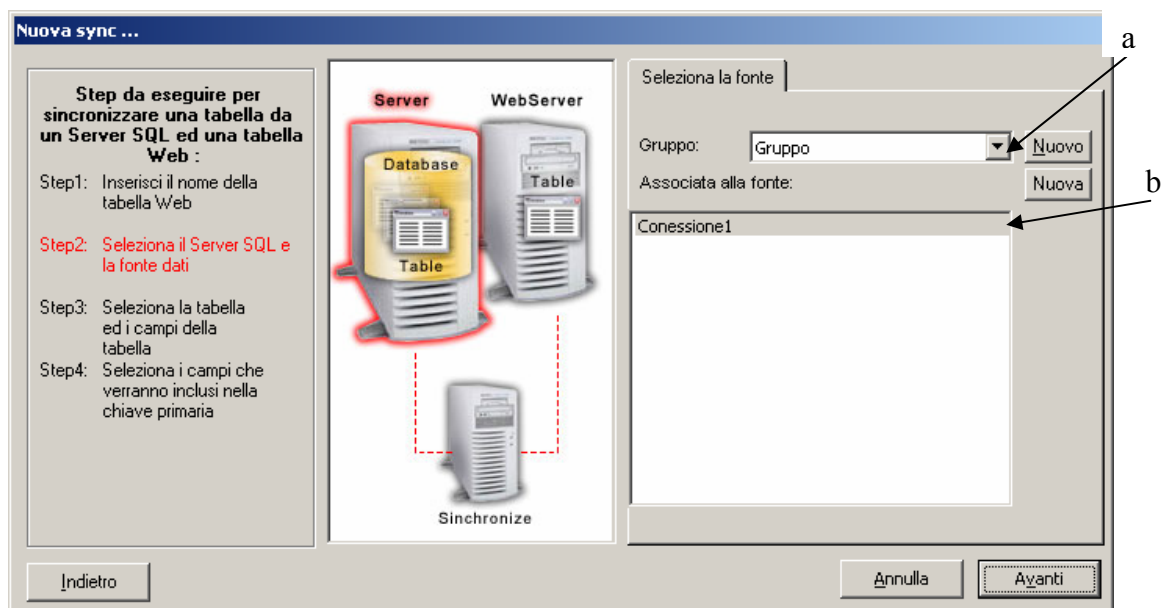 Nuova sync ...
a
Step da eseguire per
sincronizzare una tabella da
un Server SQL ed una tabella
Web :
Step1: Inserisci il nome della
tabella Web
Step2: Seleziona il Server SQL e
la fonte dati
Step3: Seleziona la tabella
ed i campi della
tabella
Step4: Seleziona i campi che
verranno inclusi nella
chiave primaria
Server WebServer
Database
Table
Table
Sinchronize
Seleziona la fonte
Gruppo: Gruppo Nuovo
Associata alla fonte: Nuova
b
Conessione1
Indietro Annulla Avanti